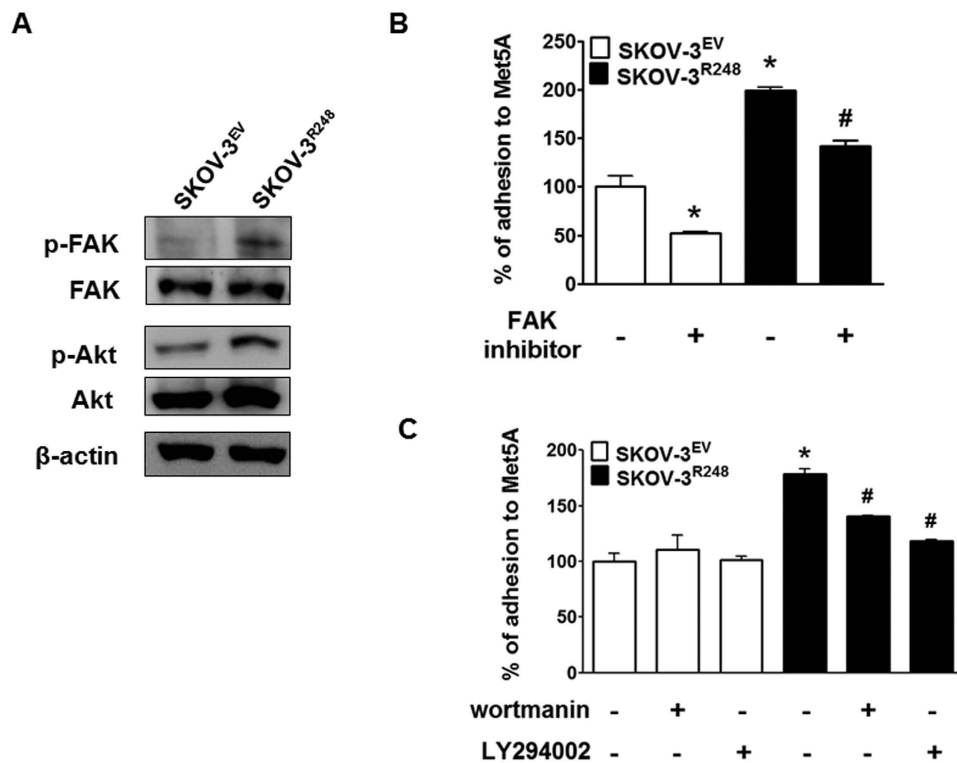 A
SKOV-3EV
SKOV-3R248
p-FAK
FAK
p-Akt
Akt
β-actin
B
% of adhesion to Met5A
250
200
150
100
50
0
SKOV-3EV
SKOV-3R248
*
*
#
FAK
inhibitor
- + - +
C
% of adhesion to Met5A
200
150
100
50
0
SKOV-3EV
SKOV-3R248
*
#
#
wortmanin - + - - + -
LY294002 - - + - - +